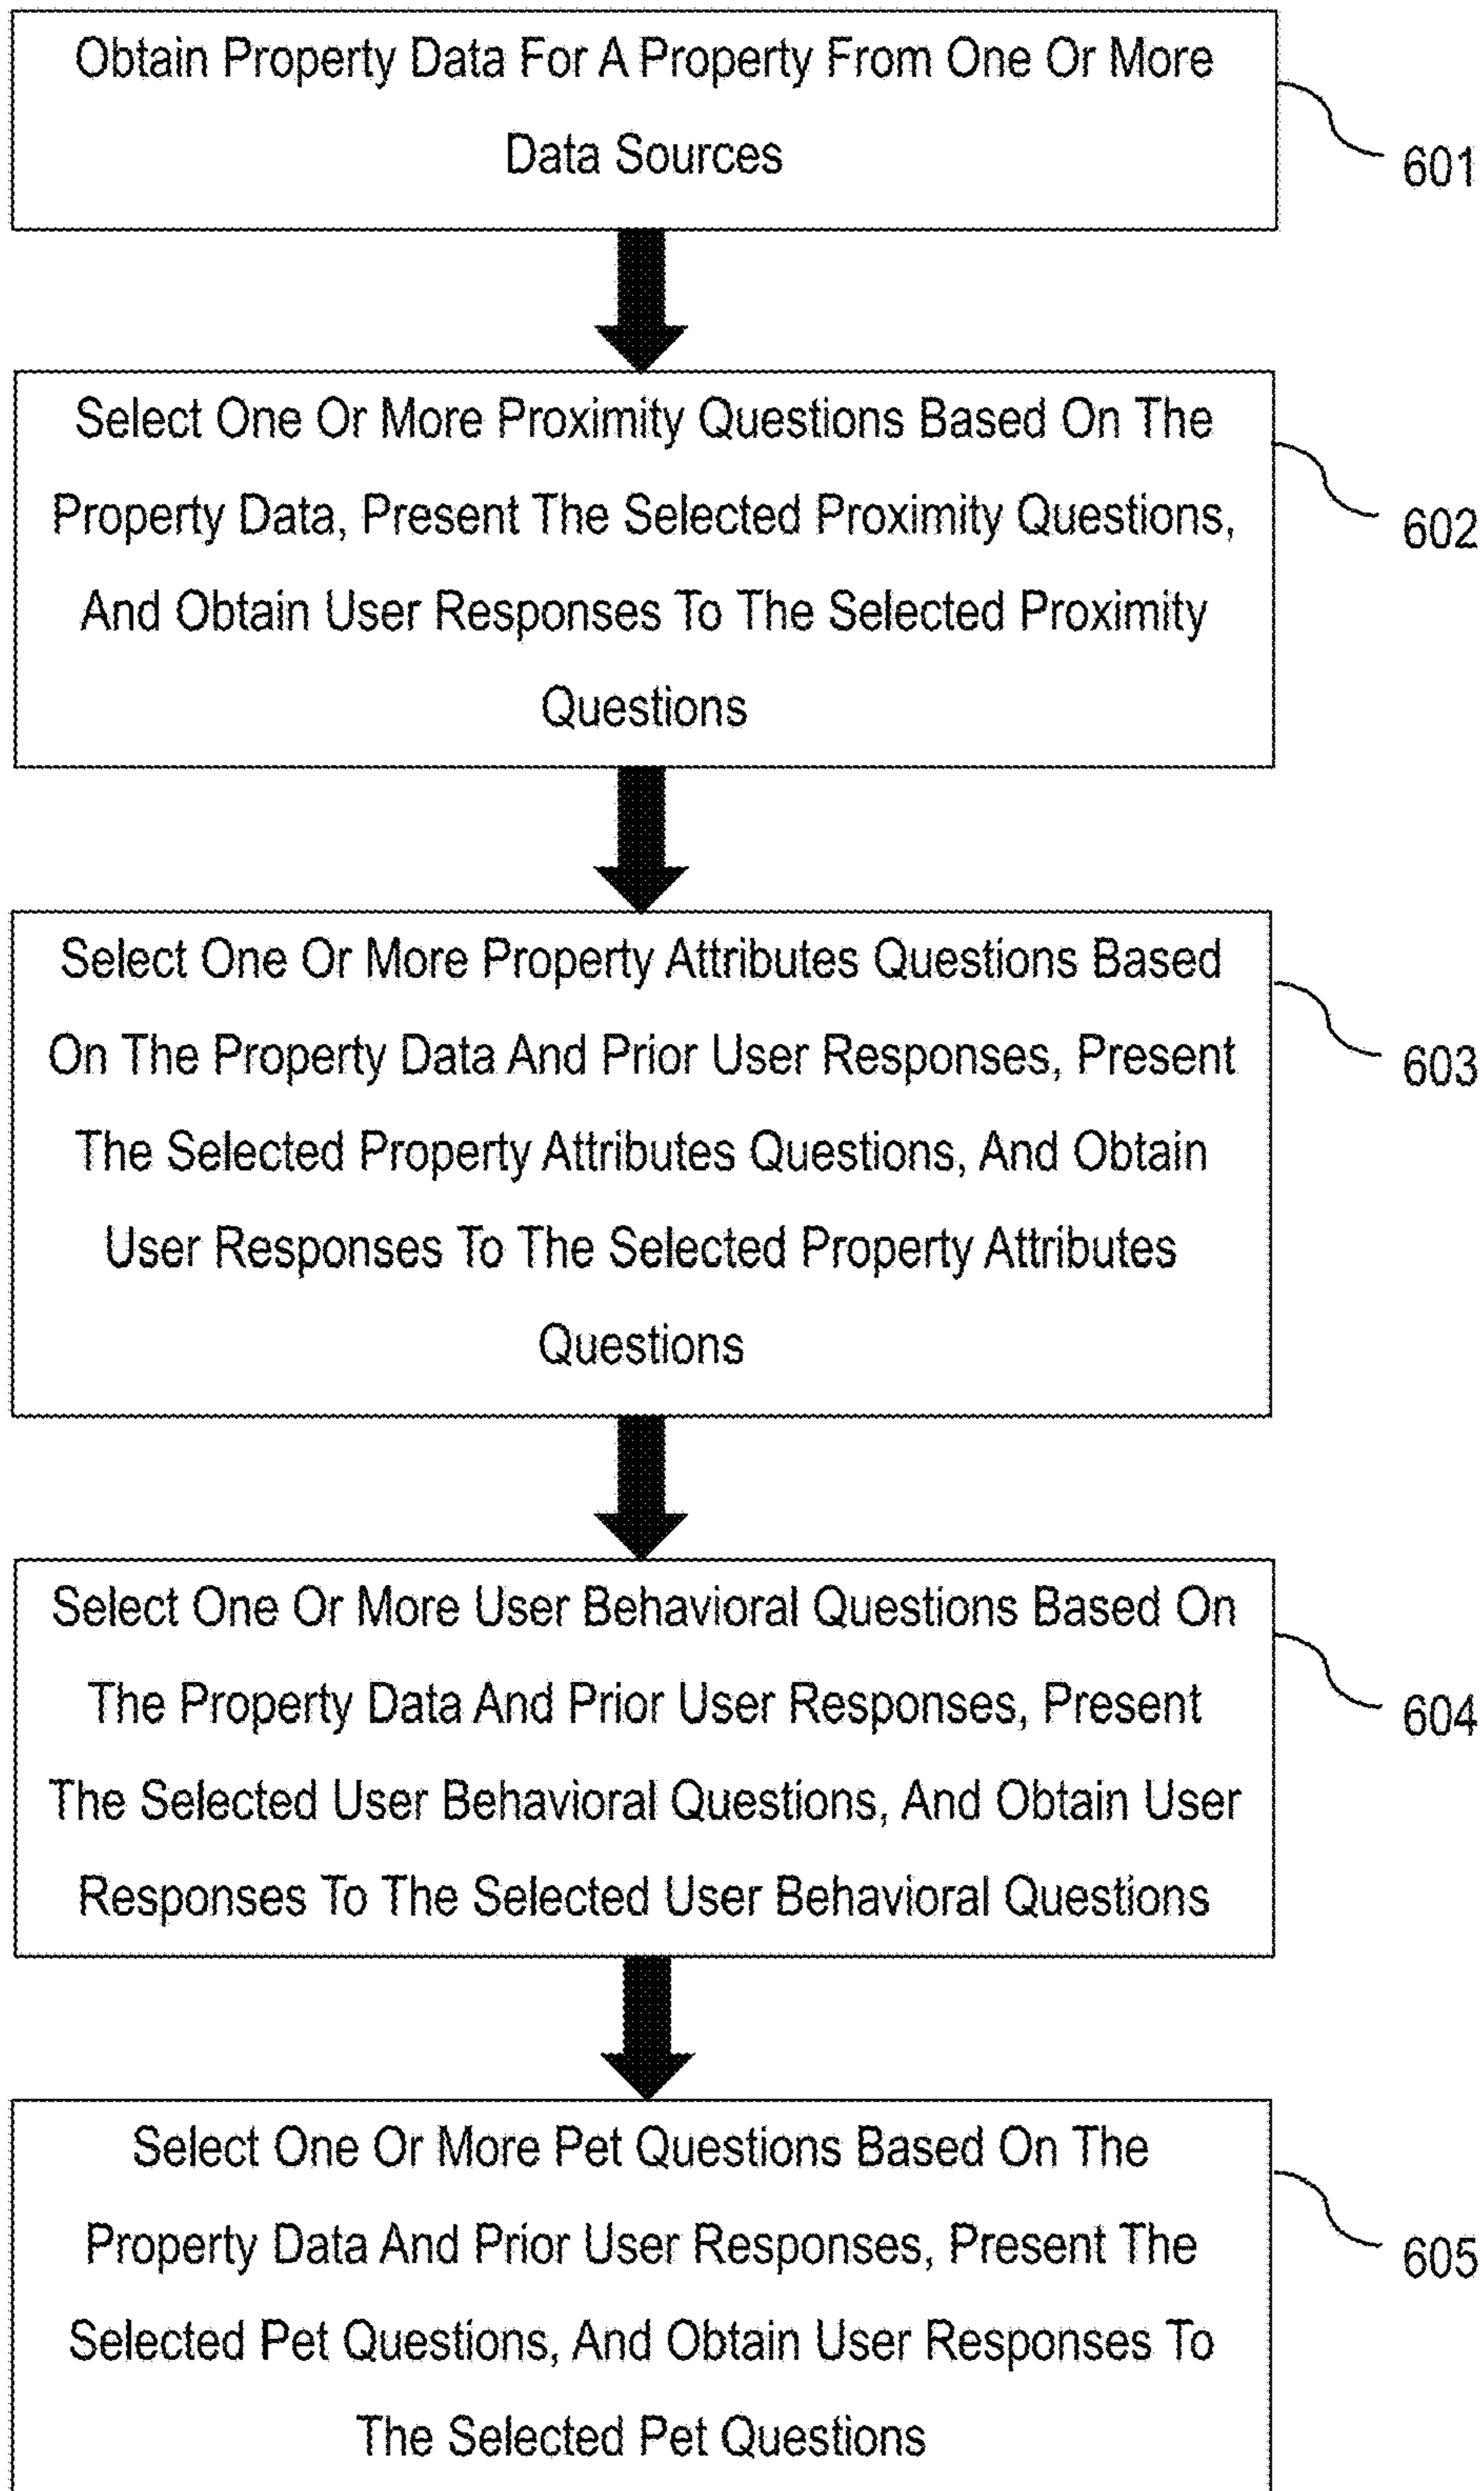 Obtain Property Data For A Property From One Or More
Data Sources
601
Select One Or More Proximity Questions Based On The
Property Data, Present The Selected Proximity Questions,
And Obtain User Responses To The Selected Proximity
Questions
602
Select One Or More Property Attributes Questions Based
On The Property Data And Prior User Responses, Present
The Selected Property Attributes Questions, And Obtain
User Responses To The Selected Property Attributes
Questions
603
Select One Or More User Behavioral Questions Based On
The Property Data And Prior User Responses, Present
The Selected User Behavioral Questions, And Obtain User
Responses To The Selected User Behavioral Questions
604
Select One Or More Pet Questions Based On The
Property Data And Prior User Responses, Present The
Selected Pet Questions, And Obtain User Responses To
The Selected Pet Questions
605